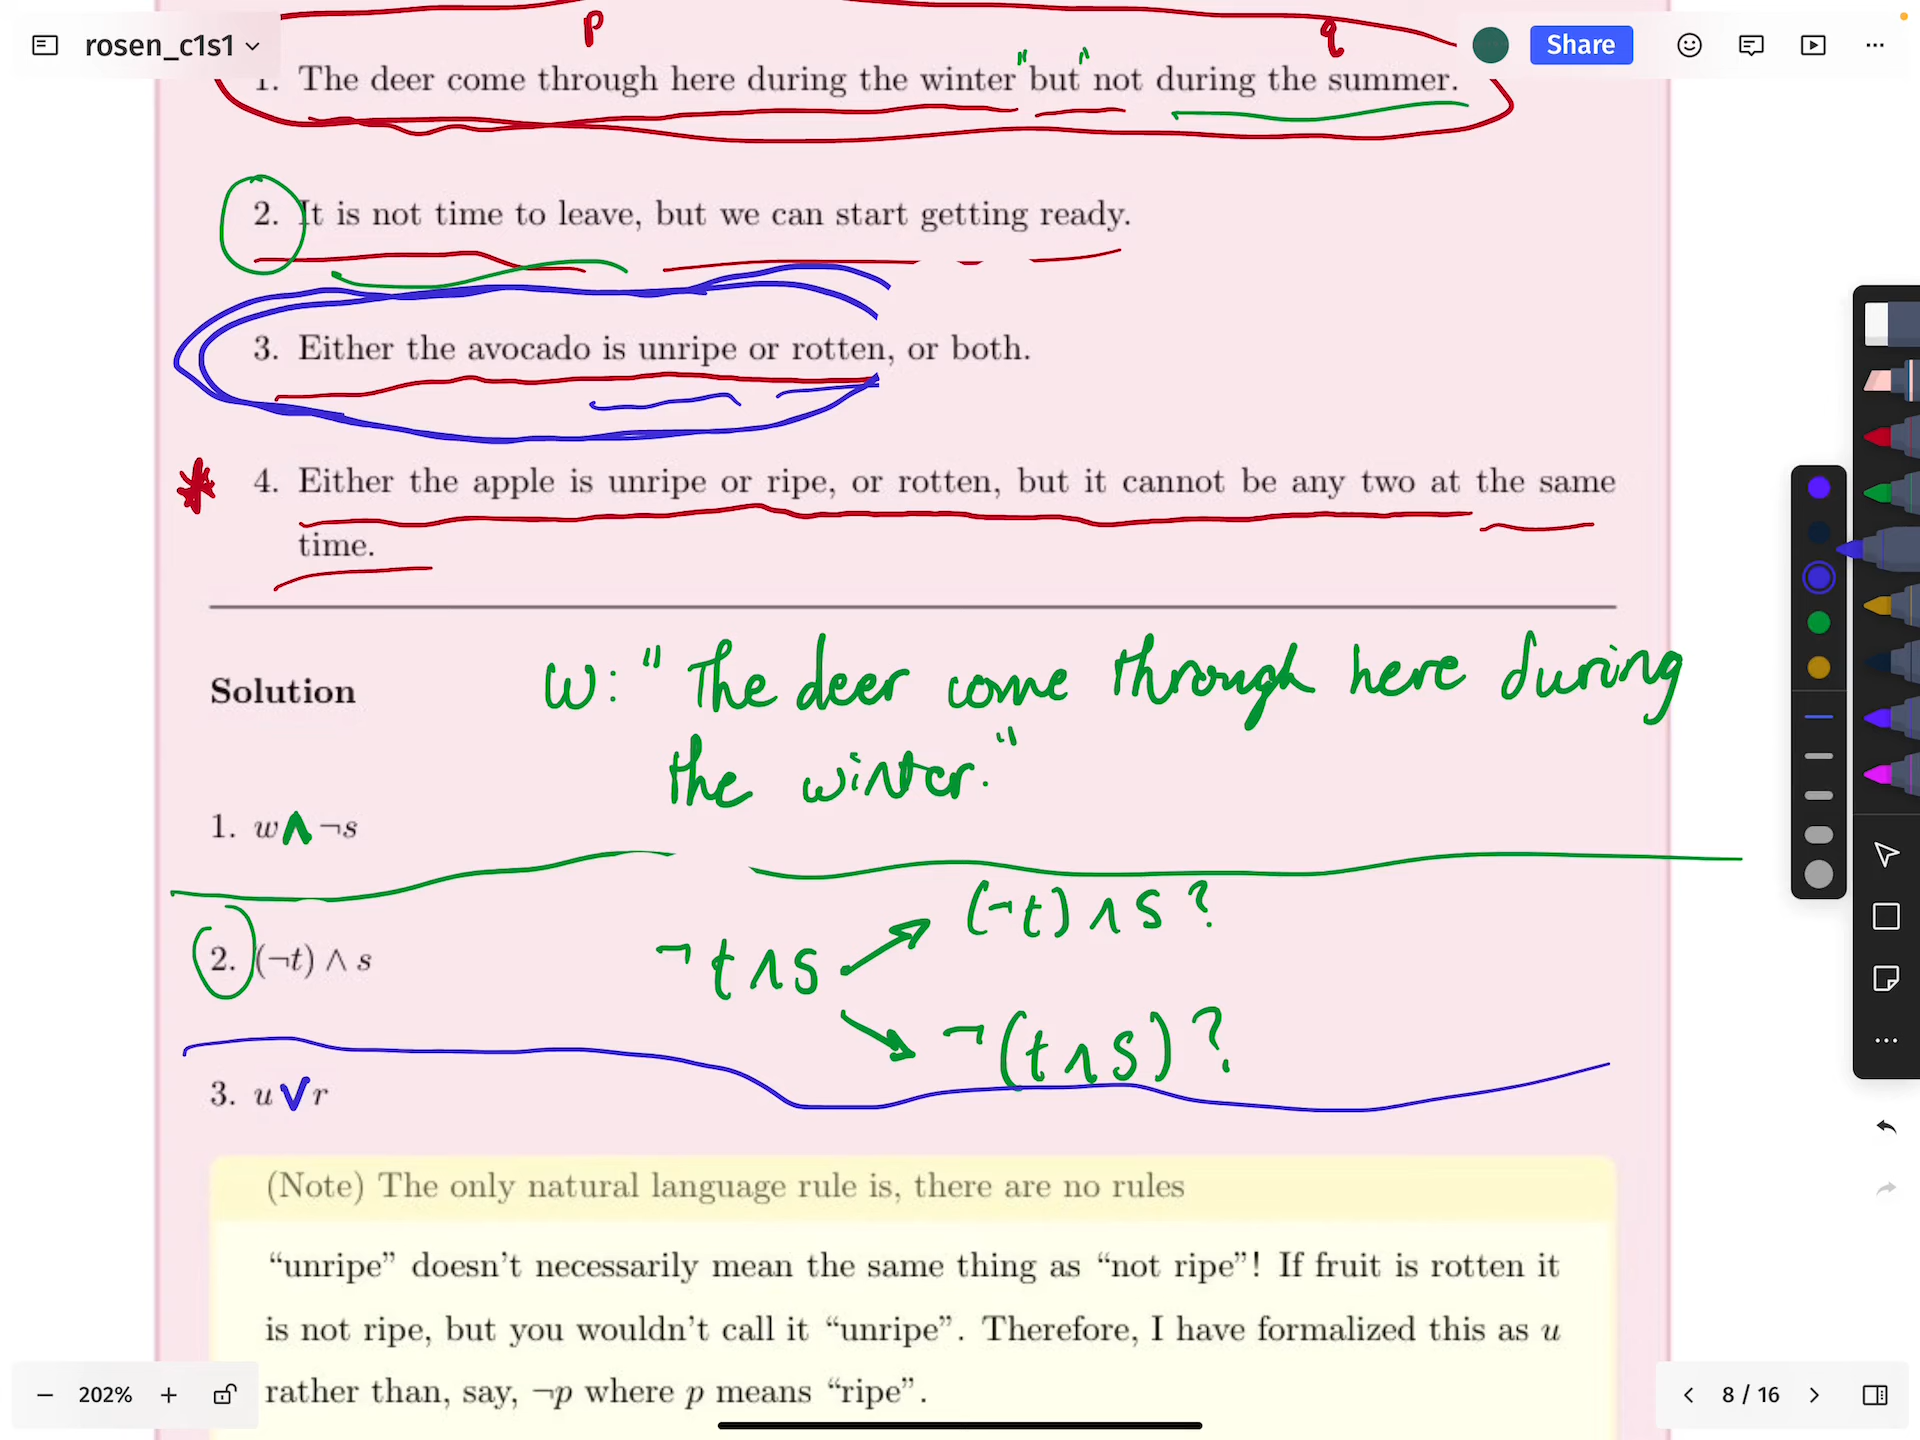 rosen_c1s1
Share
p
q
1. The deer come through here during the winter "but" not during the summer.
2. It is not time to leave, but we can start getting ready.
3. Either the avocado is unripe or rotten, or both.
* 4. Either the apple is unripe or ripe, or rotten, but it cannot be any two at the same
time.
Solution
w: "The deer come through here during
the winter."
1. w ∧ ¬s
2. (¬t) ∧ s
¬t∧s
(¬t)∧s?
¬(t∧s)?
3. u ∨ r
(Note) The only natural language rule is, there are no rules
“unripe” doesn’t necessarily mean the same thing as “not ripe”! If fruit is rotten it
is not ripe, but you wouldn’t call it “unripe”. Therefore, I have formalized this as u
rather than, say, ¬p where p means “ripe”.
202%
8 / 16